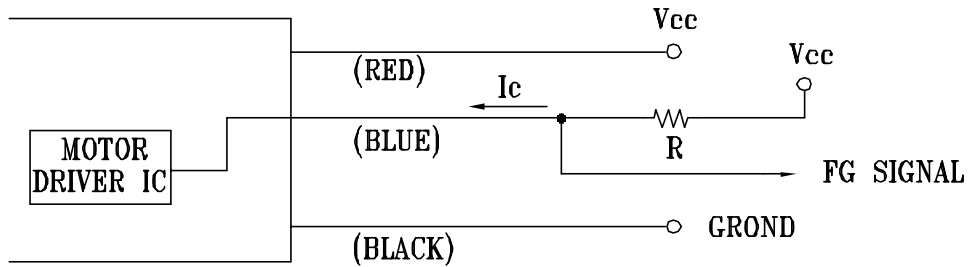 Vcc
(RED)
Vcc
Ic
(BLUE)
R
MOTOR
DRIVER IC
FG SIGNAL
(BLACK)
GROND